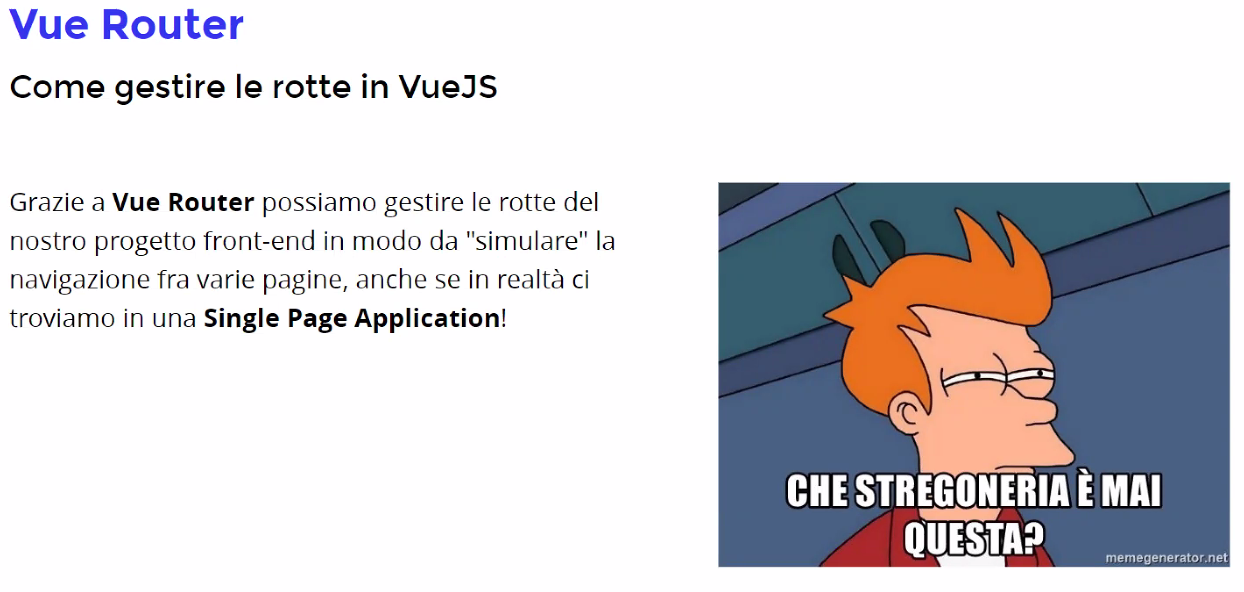 Vue Router
Come gestire le rotte in VueJS
Grazie a Vue Router possiamo gestire le rotte del
nostro progetto front-end in modo da "simulare" la
navigazione fra varie pagine, anche se in realtà ci
troviamo in una Single Page Application!
CHE STREGONERIA È MAI
QUESTA?
memegenerator.net